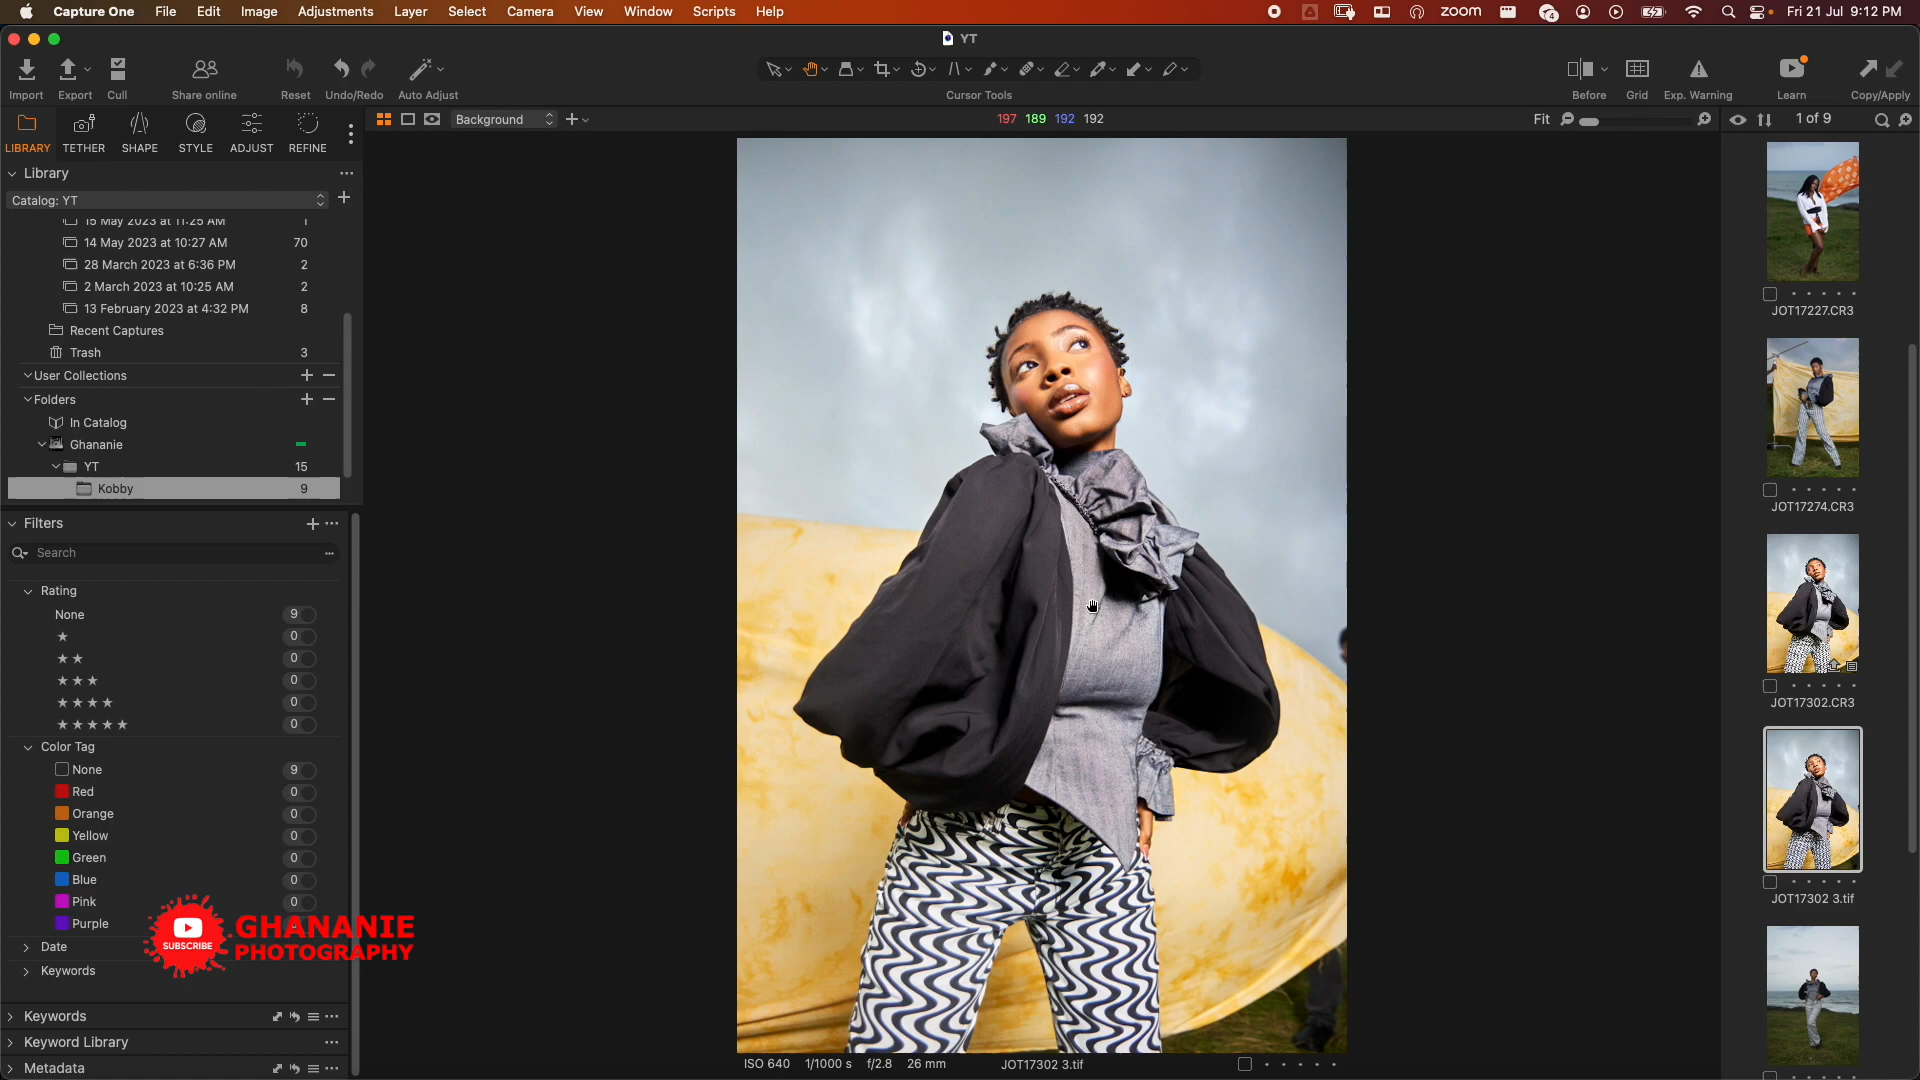 Capture One File Edit Image Adjustments Layer Select Camera View Window Scripts Help zoom 4 Fri 21 Jul 9:12 PM
YT
Import Export Cull Share online Reset Undo/Redo Auto Adjust Cursor Tools Before Grid Exp. Warning Learn Copy/Apply
LIBRARY TETHER SHAPE STYLE ADJUST REFINE
Background 197 189 192 192 Fit 1 of 9
Library
Catalog: YT
15 May 2023 at 11:25 AM 1
14 May 2023 at 10:27 AM 70
28 March 2023 at 6:36 PM 2
2 March 2023 at 10:25 AM 2
13 February 2023 at 4:32 PM 8
Recent Captures
Trash 3
User Collections
Folders
In Catalog
Ghananie
YT 15
Kobby 9
Filters
Search
Rating
None 9
★ 0
★★ 0
★★★ 0
★★★★ 0
★★★★★ 0
Color Tag
None 9
Red 0
Orange 0
Yellow 0
Green 0
Blue 0
Pink 0
Purple
Date
Keywords
SUBSCRIBE
GHANANIE
PHOTOGRAPHY
Keywords
Keyword Library
Metadata
ISO 640 1/1000 s f/2.8 26 mm JOT17302 3.tif
JOT17227.CR3
JOT17274.CR3
JOT17302.CR3
JOT17302 3.tif